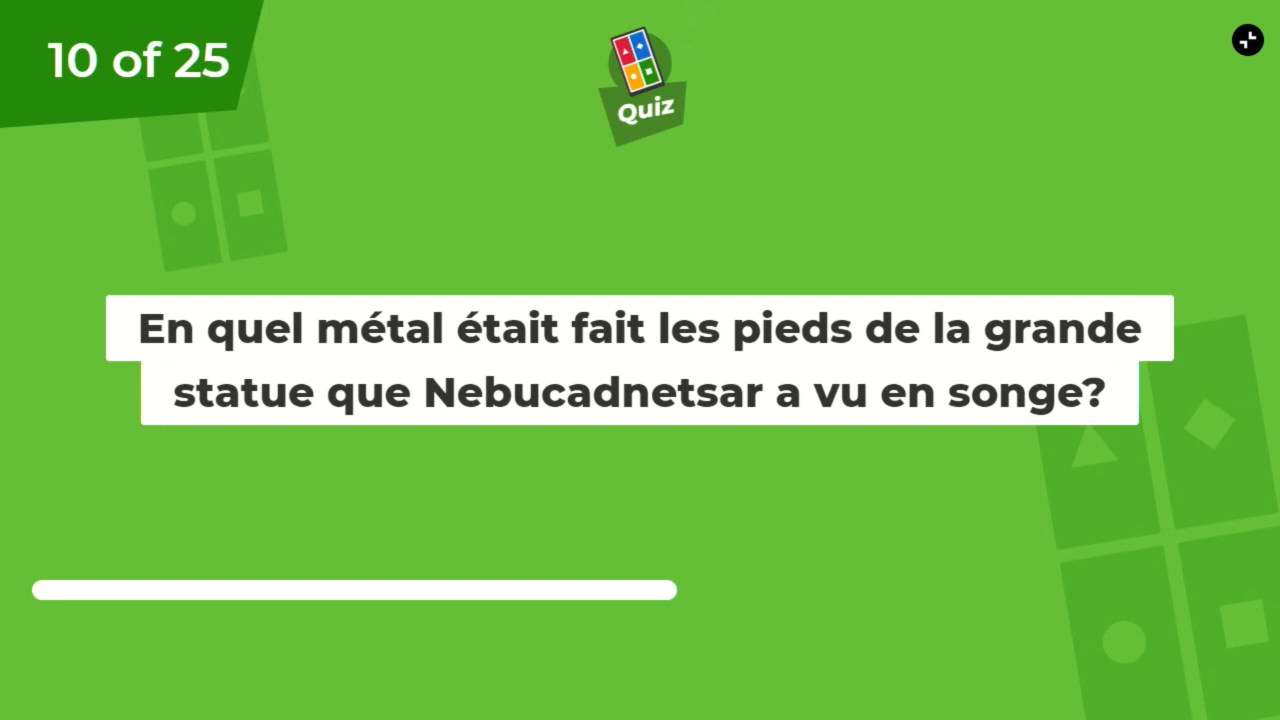 10 of 25
Quiz
En quel métal était fait les pieds de la grande
statue que Nebucadnetsar a vu en songe?